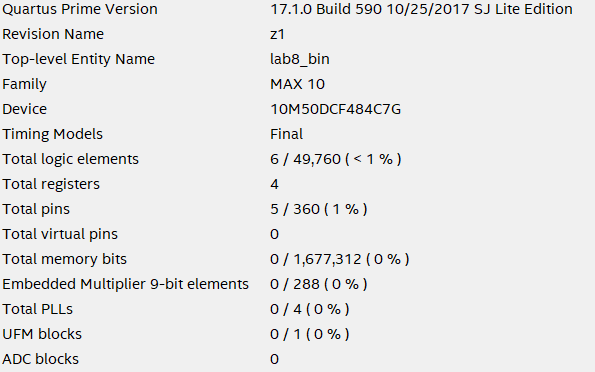 Quartus Prime Version 17.1.0 Build 590 10/25/2017 SJ Lite Edition
Revision Name z1
Top-level Entity Name lab8_bin
Family MAX 10
Device 10M50DCF484C7G
Timing Models Final
Total logic elements 6 / 49,760 ( < 1 % )
Total registers 4
Total pins 5 / 360 ( 1 % )
Total virtual pins 0
Total memory bits 0 / 1,677,312 ( 0 % )
Embedded Multiplier 9-bit elements 0 / 288 ( 0 % )
Total PLLs 0 / 4 ( 0 % )
UFM blocks 0 / 1 ( 0 % )
ADC blocks 0